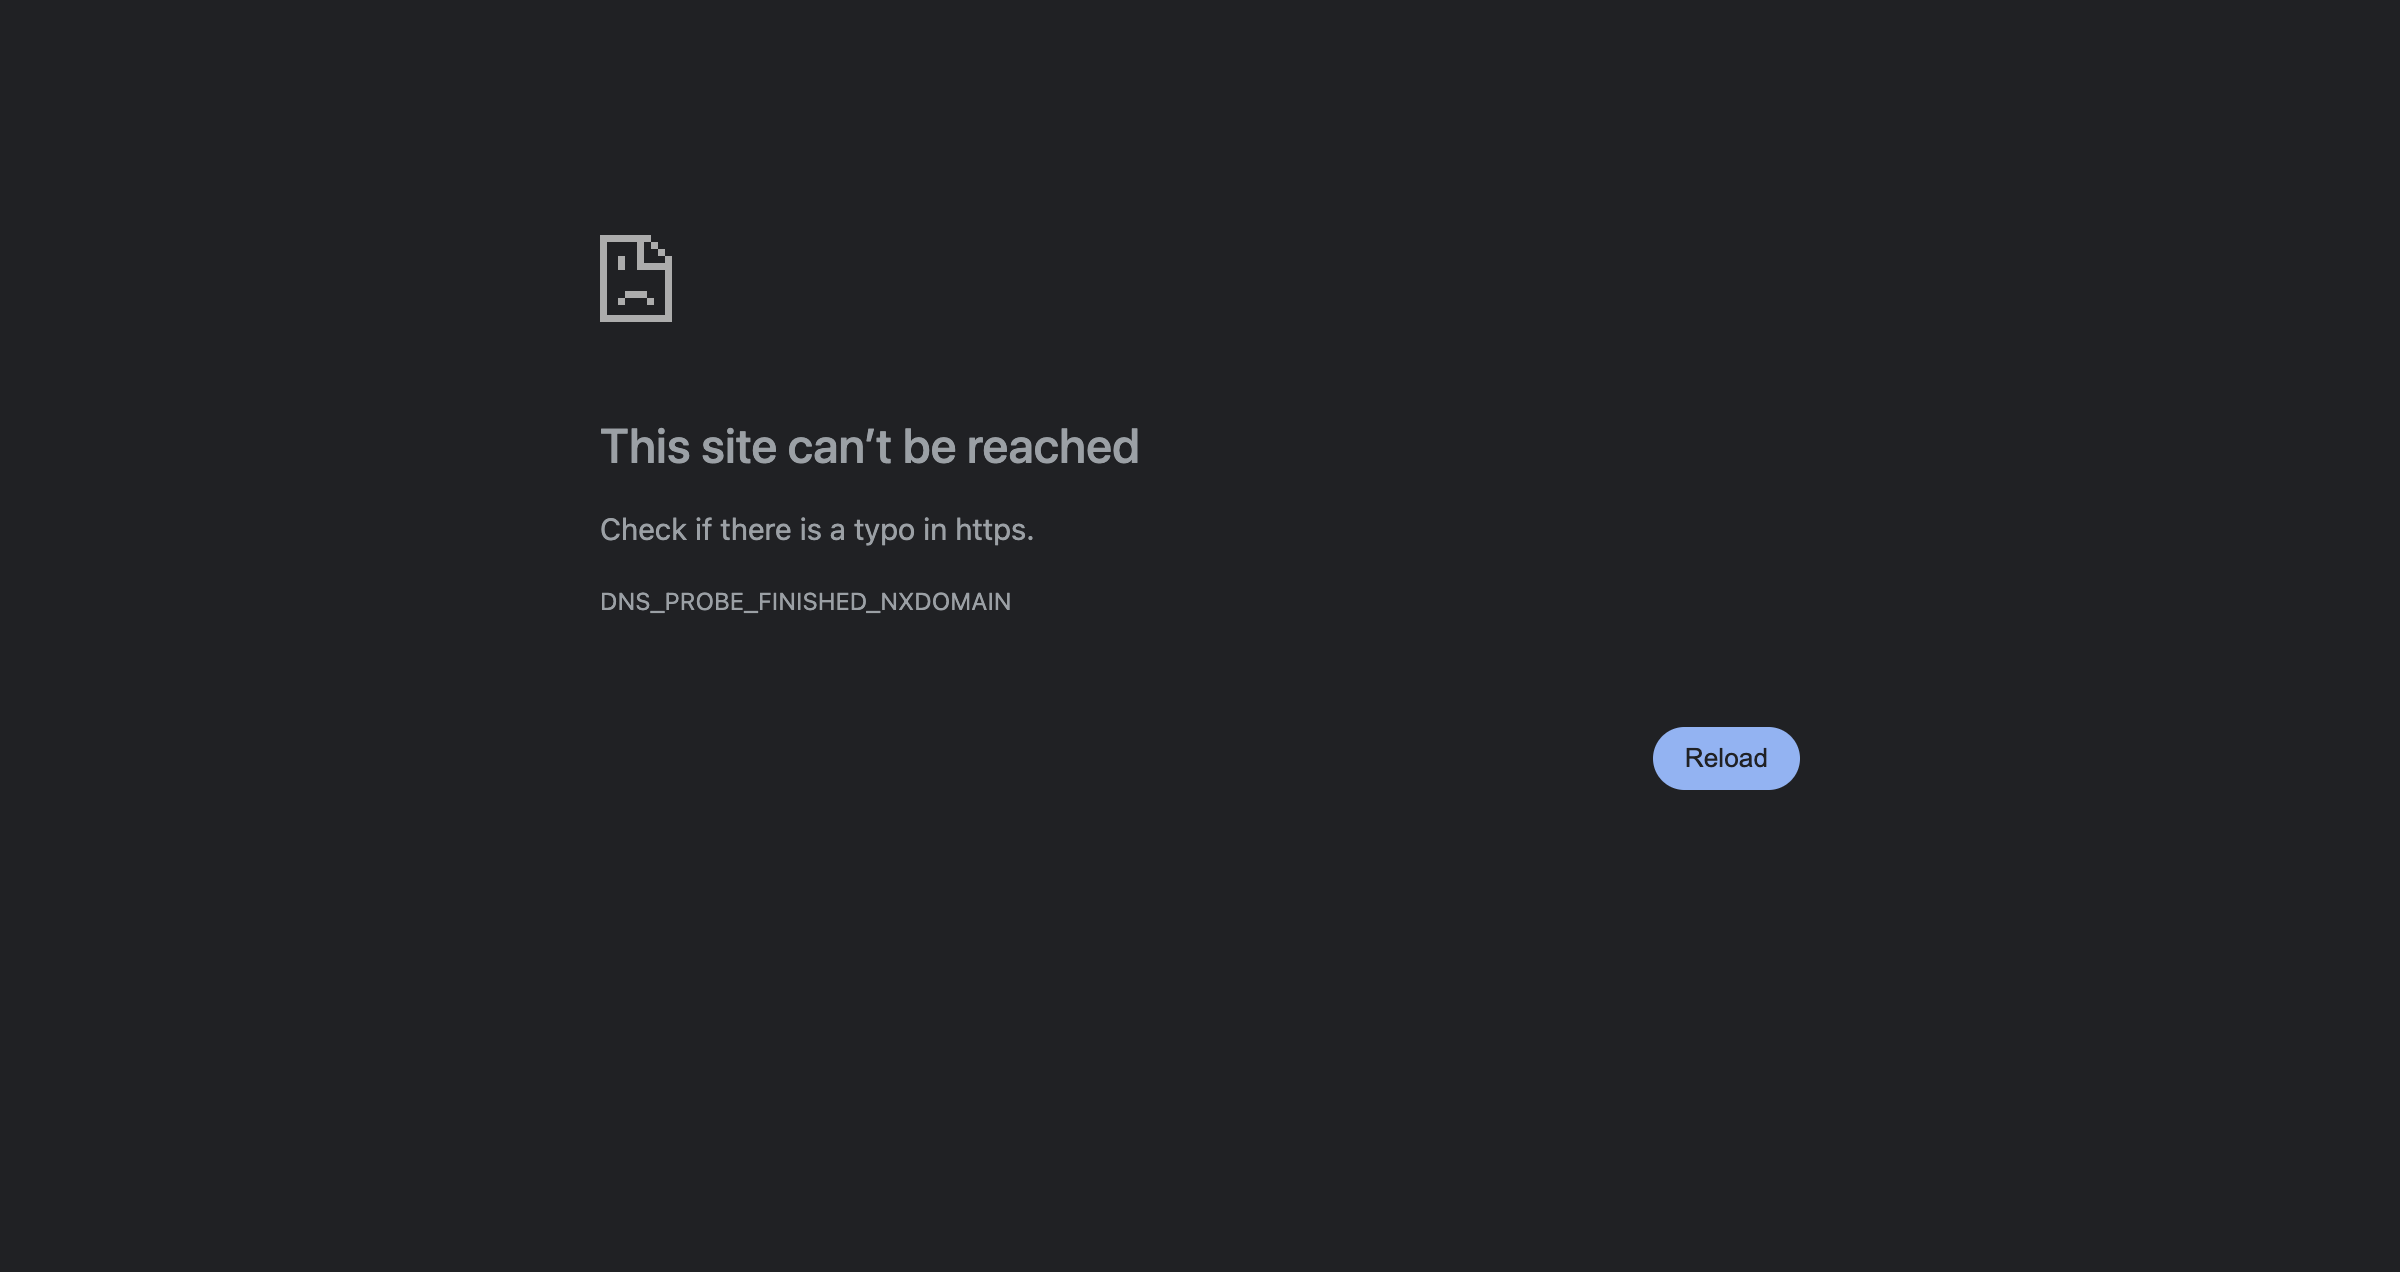 This site can’t be reached
Check if there is a typo in https.
DNS_PROBE_FINISHED_NXDOMAIN
Reload